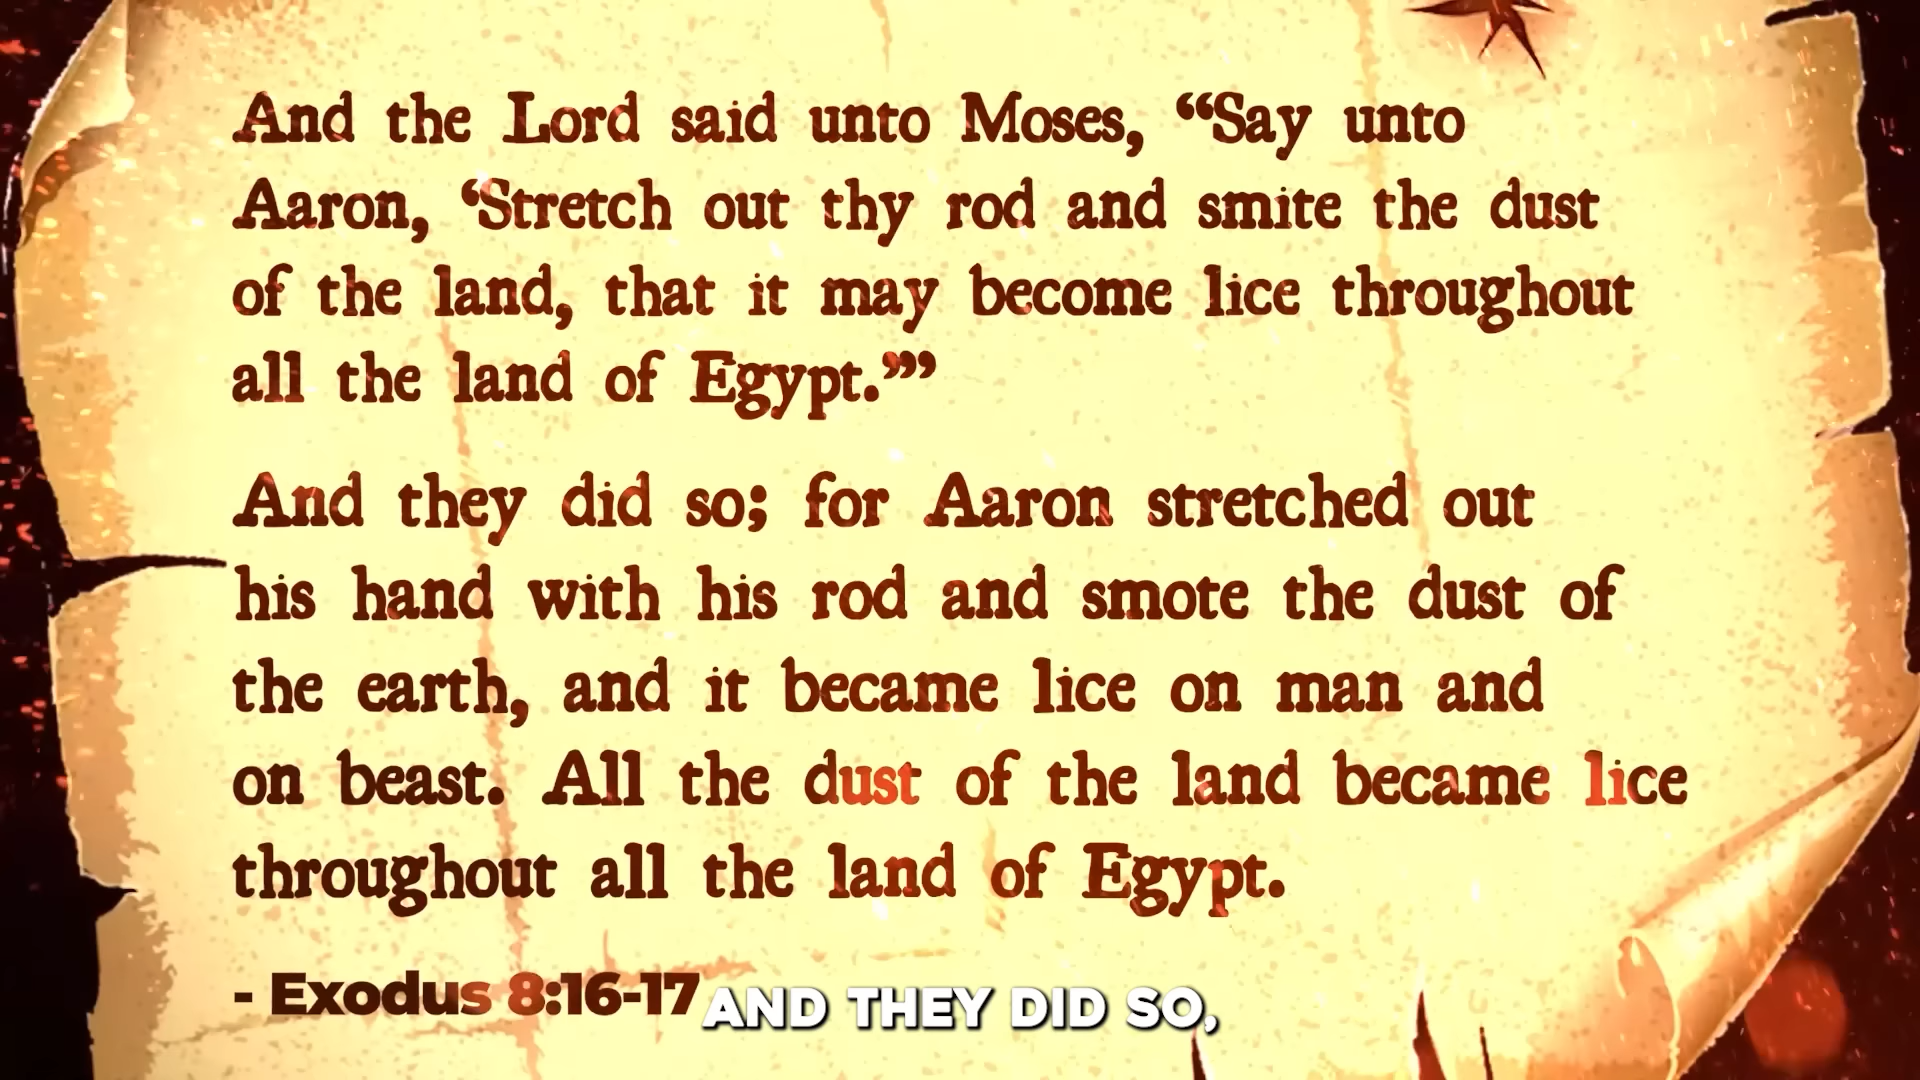 And the Lord said unto Moses, “Say unto
Aaron, ‘Stretch out thy rod and smite the dust
of the land, that it may become lice throughout
all the land of Egypt.’”
And they did so; for Aaron stretched out
his hand with his rod and smote the dust of
the earth, and it became lice on man and
on beast. All the dust of the land became lice
throughout all the land of Egypt.
- Exodus 8:16-17
AND THEY DID SO,